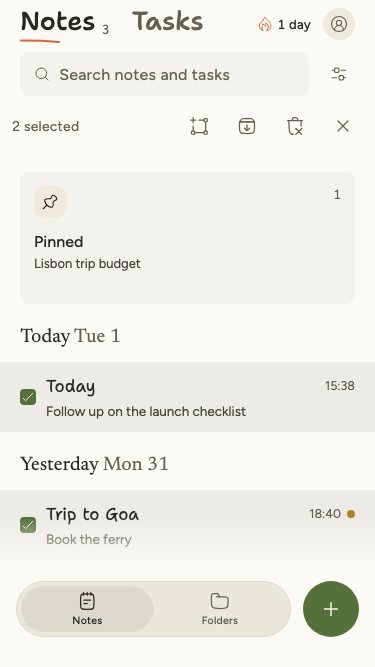 Notes 3 Tasks 1 day
Search notes and tasks
2 selected
1
Pinned
Lisbon trip budget
Today Tue 1
Today 15:38
Follow up on the launch checklist
Yesterday Mon 31
Trip to Goa 18:40
Book the ferry
Notes Folders